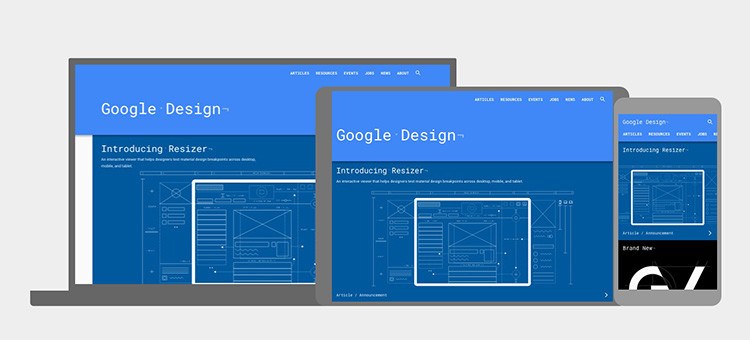 ARTICLES RESOURCES EVENTS JOBS NEWS ABOUT
Google Design
Introducing Resizer
An interactive viewer that helps designers test material design breakpoints across desktop,
mobile, and tablet
ARTICLES RESOURCES EVENTS JOBS NEWS ABOUT
Google Design
Introducing Resizer
An interactive viewer that helps designers test material design breakpoints across desktop, mobile, and tablet
Article / Announcement
Google Design
ARTICLES RESOURCES EVENTS JOBS
Introducing Resizer
Article / Announcement
Brand New